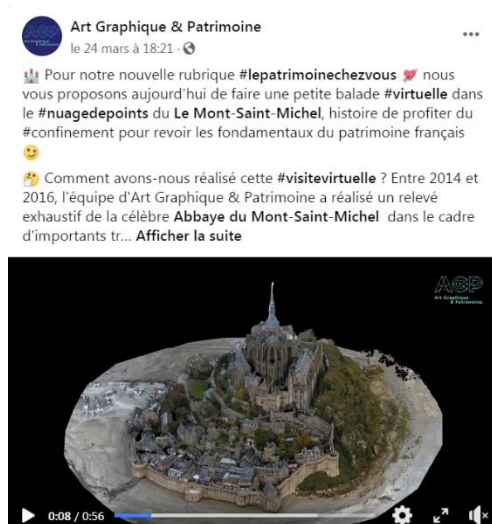 AGP
Art Graphique & Patrimoine
le 24 mars à 18:21 ·
Pour notre nouvelle rubrique #lepatrimoinechezvous 💘 nous
vous proposons aujourd'hui de faire une petite balade #virtuelle dans
le #nuagedepoints du Le Mont-Saint-Michel, histoire de profiter du
#confinement pour revoir les fondamentaux du patrimoine français
😉
🤔 Comment avons-nous réalisé cette #visitevirtuelle ? Entre 2014 et
2016, l'équipe d'Art Graphique & Patrimoine a réalisé un relevé
exhaustif de la célèbre Abbaye du Mont-Saint-Michel dans le cadre
d'importants tr... Afficher la suite
AGP
Art Graphique
& Patrimoine.
0:08 / 0:56